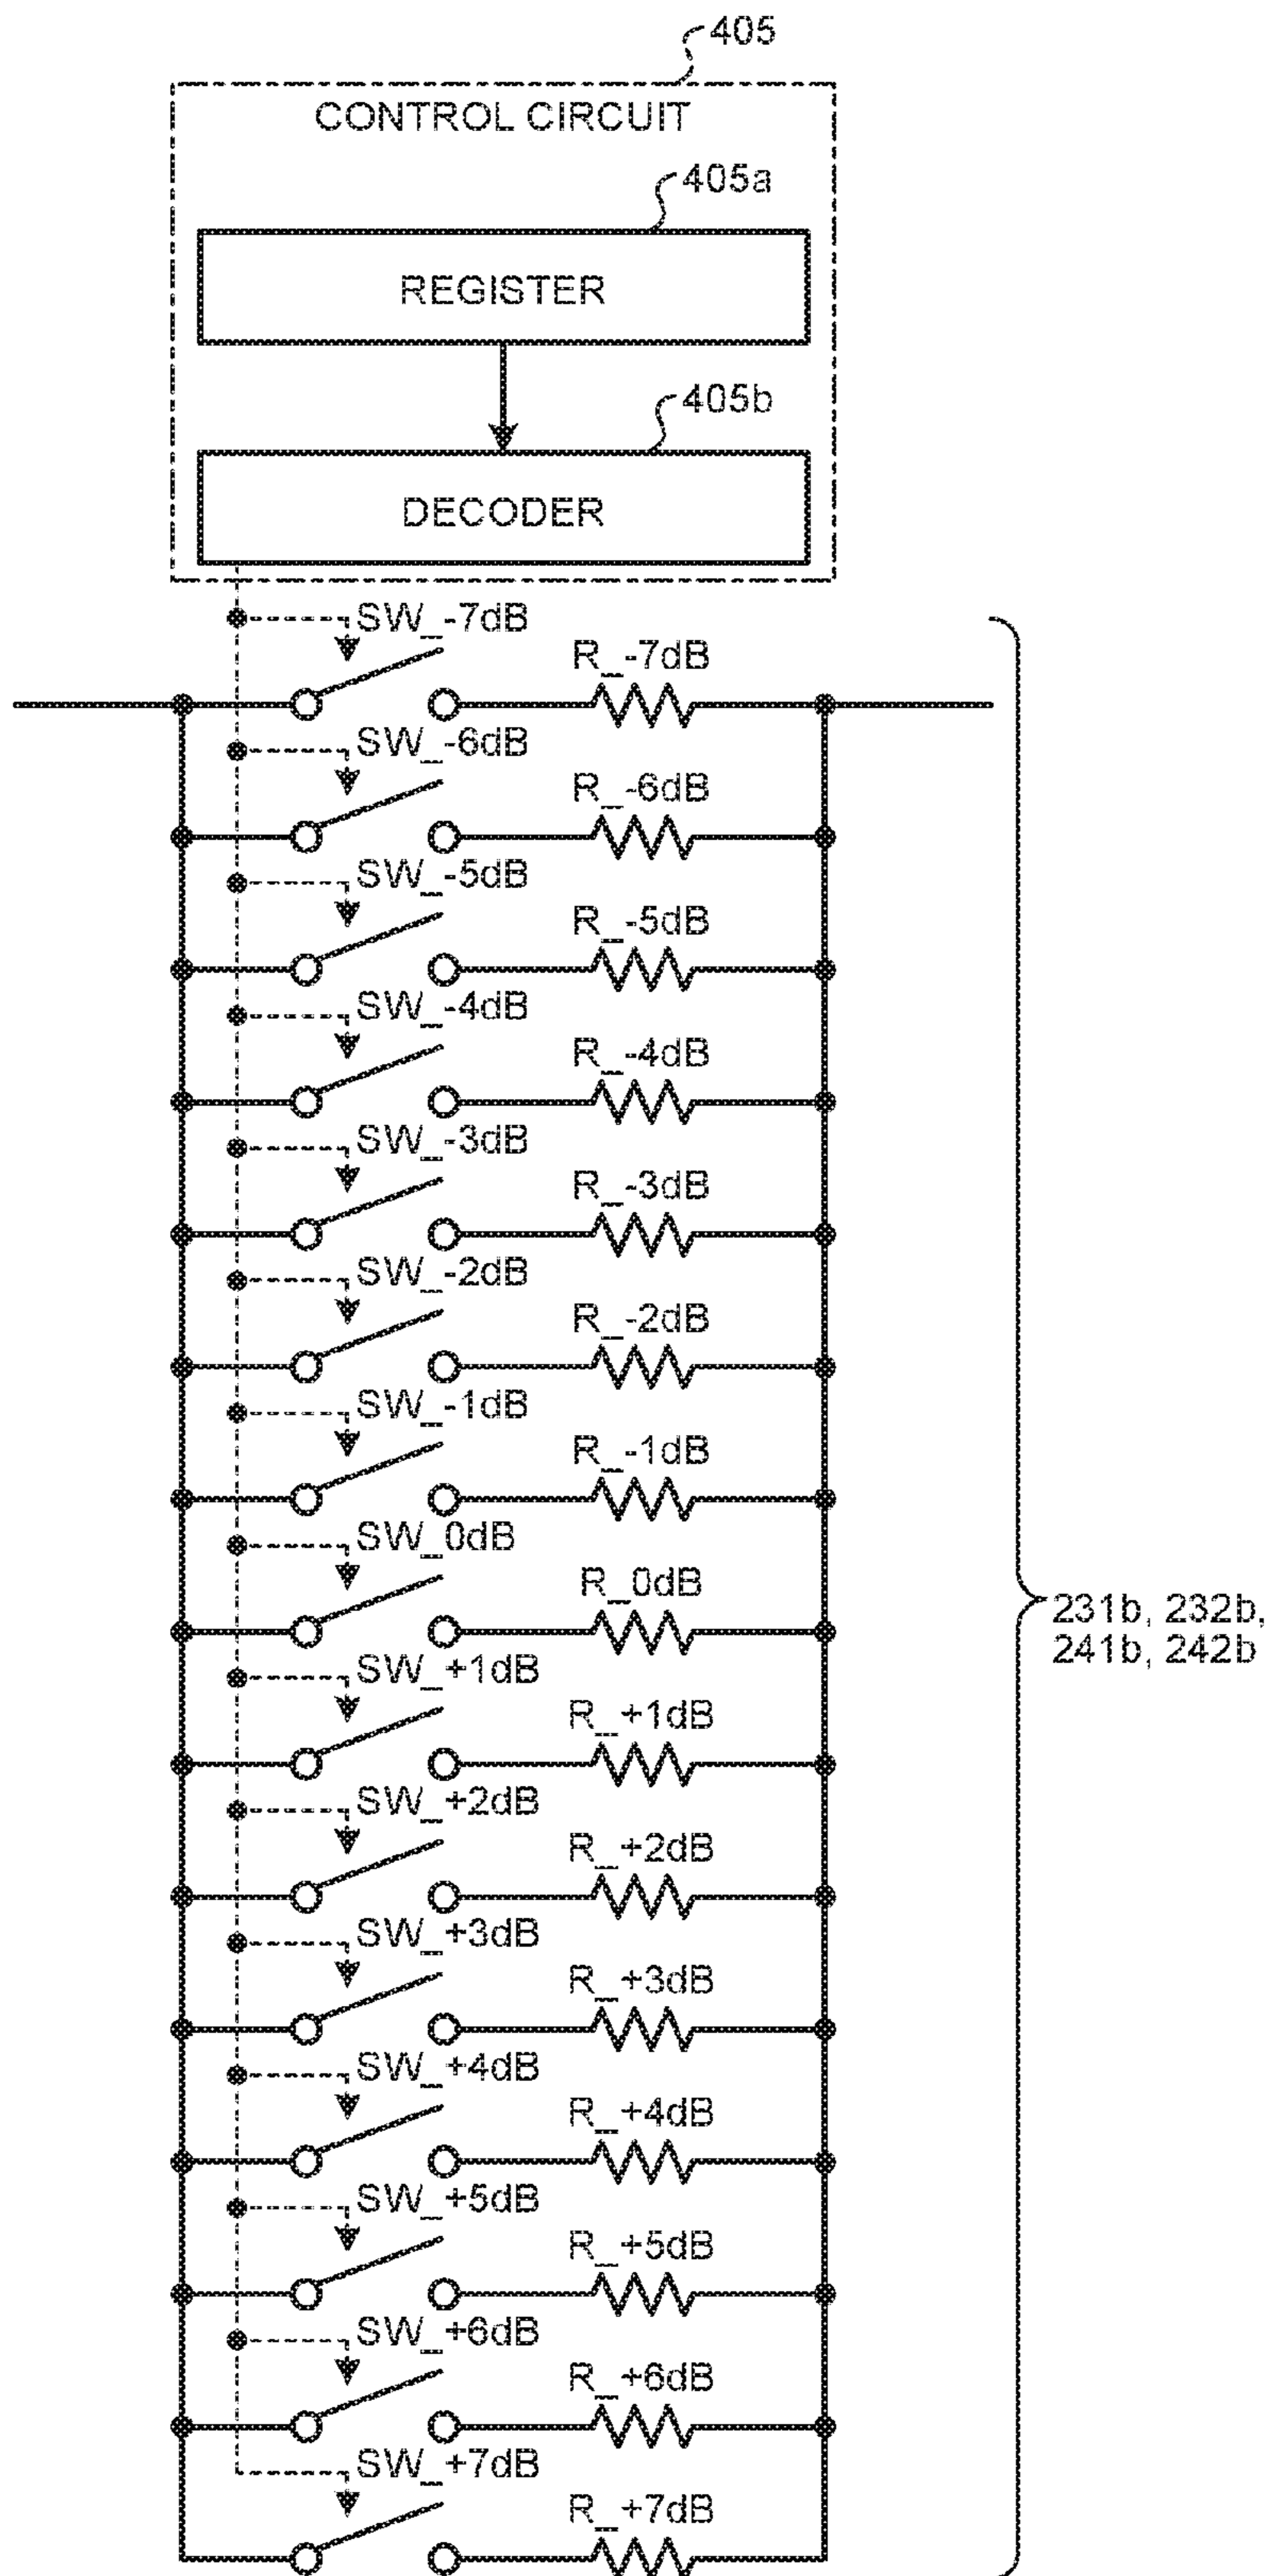 405
CONTROL CIRCUIT
405a
REGISTER
405b
DECODER
SW_-7dB
R_-7dB
SW_-6dB
R_-6dB
SW_-5dB
R_-5dB
SW_-4dB
R_-4dB
SW_-3dB
R_-3dB
SW_-2dB
R_-2dB
SW_-1dB
R_-1dB
SW_0dB
R_0dB
231b, 232b,
241b, 242b
SW_+1dB
R_+1dB
SW_+2dB
R_+2dB
SW_+3dB
R_+3dB
SW_+4dB
R_+4dB
SW_+5dB
R_+5dB
SW_+6dB
R_+6dB
SW_+7dB
R_+7dB